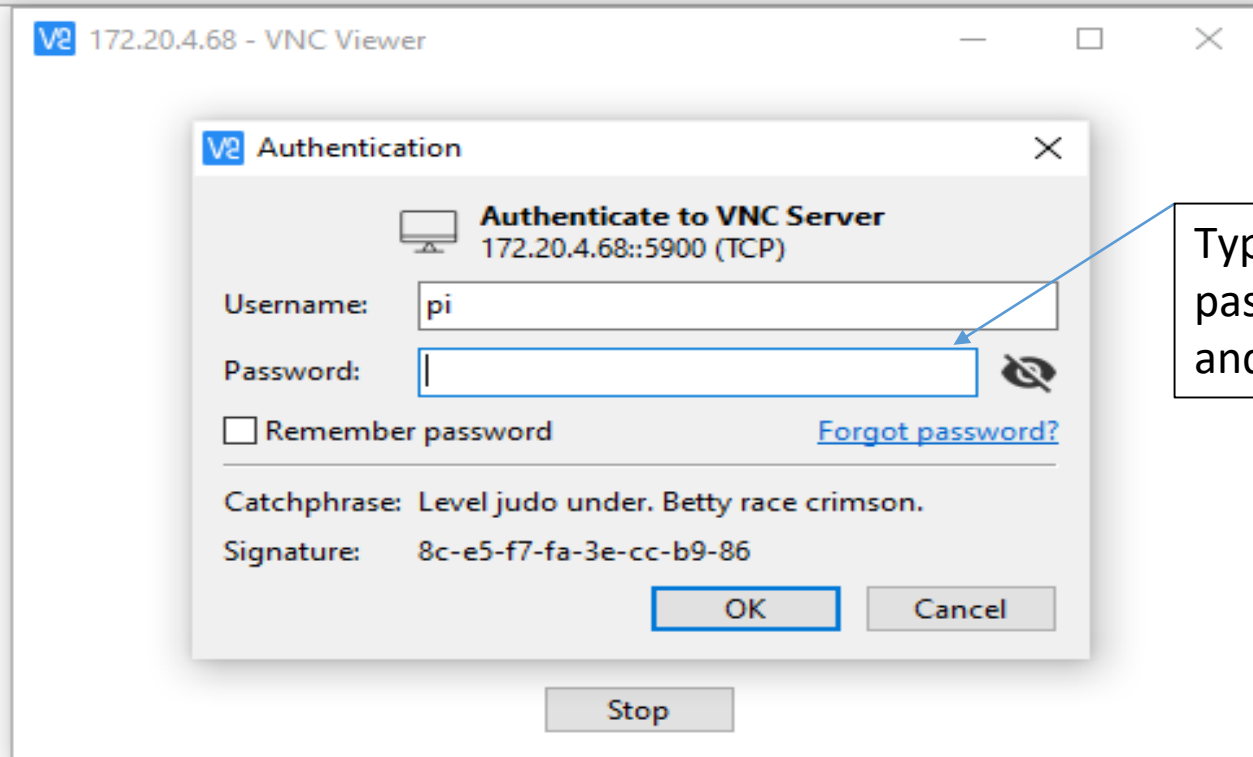 V2 172.20.4.68 - VNC Viewer
V2 Authentication
Authenticate to VNC Server
172.20.4.68::5900 (TCP)
Username: pi
Password:
Remember password Forgot password?
Catchphrase: Level judo under. Betty race crimson.
Signature: 8c-e5-f7-fa-3e-cc-b9-86
OK Cancel
Stop